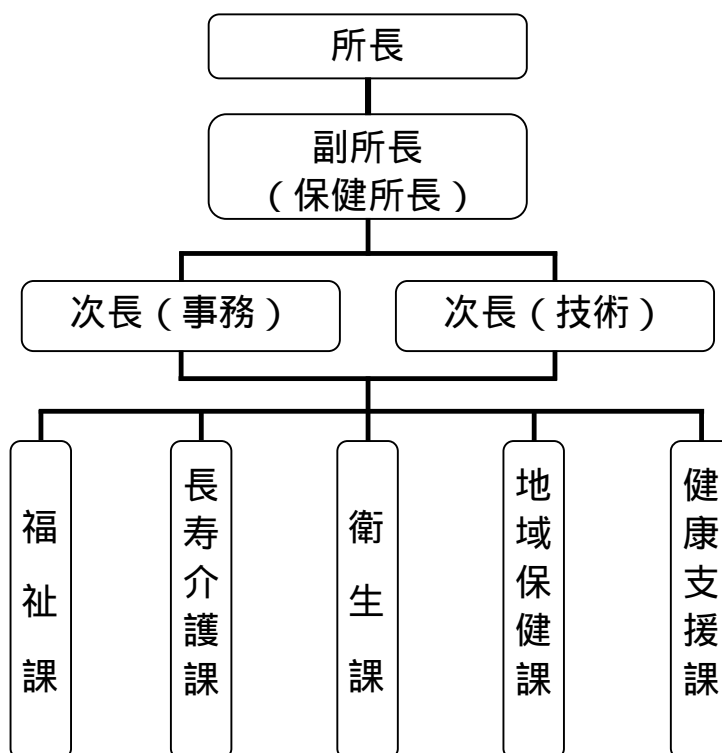 所長
副所長
（保健所長）
次長（事務）
次長（技術）
福祉課
長寿介護課
衛生課
地域保健課
健康支援課